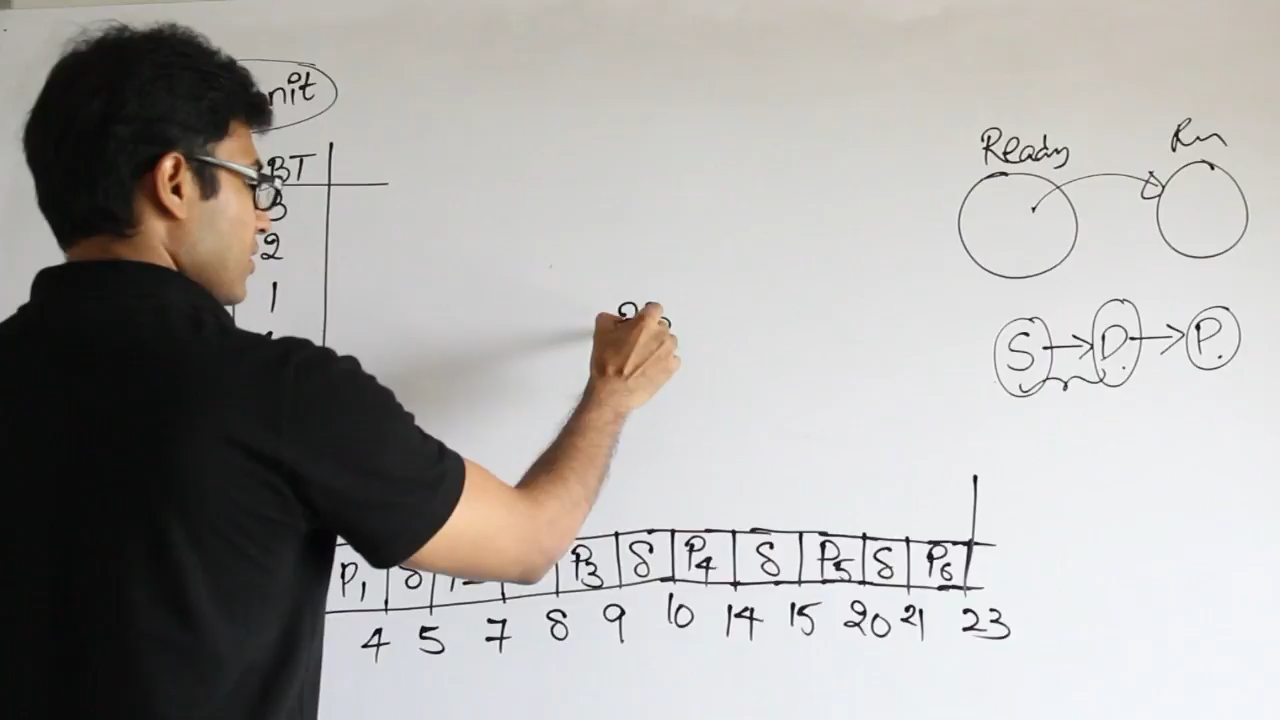 nit
BT
3
2
1
Ready Run
S D P
P1 δ P3 δ P4 δ P5 δ P6
4 5 7 8 9 10 14 15 20 21 23